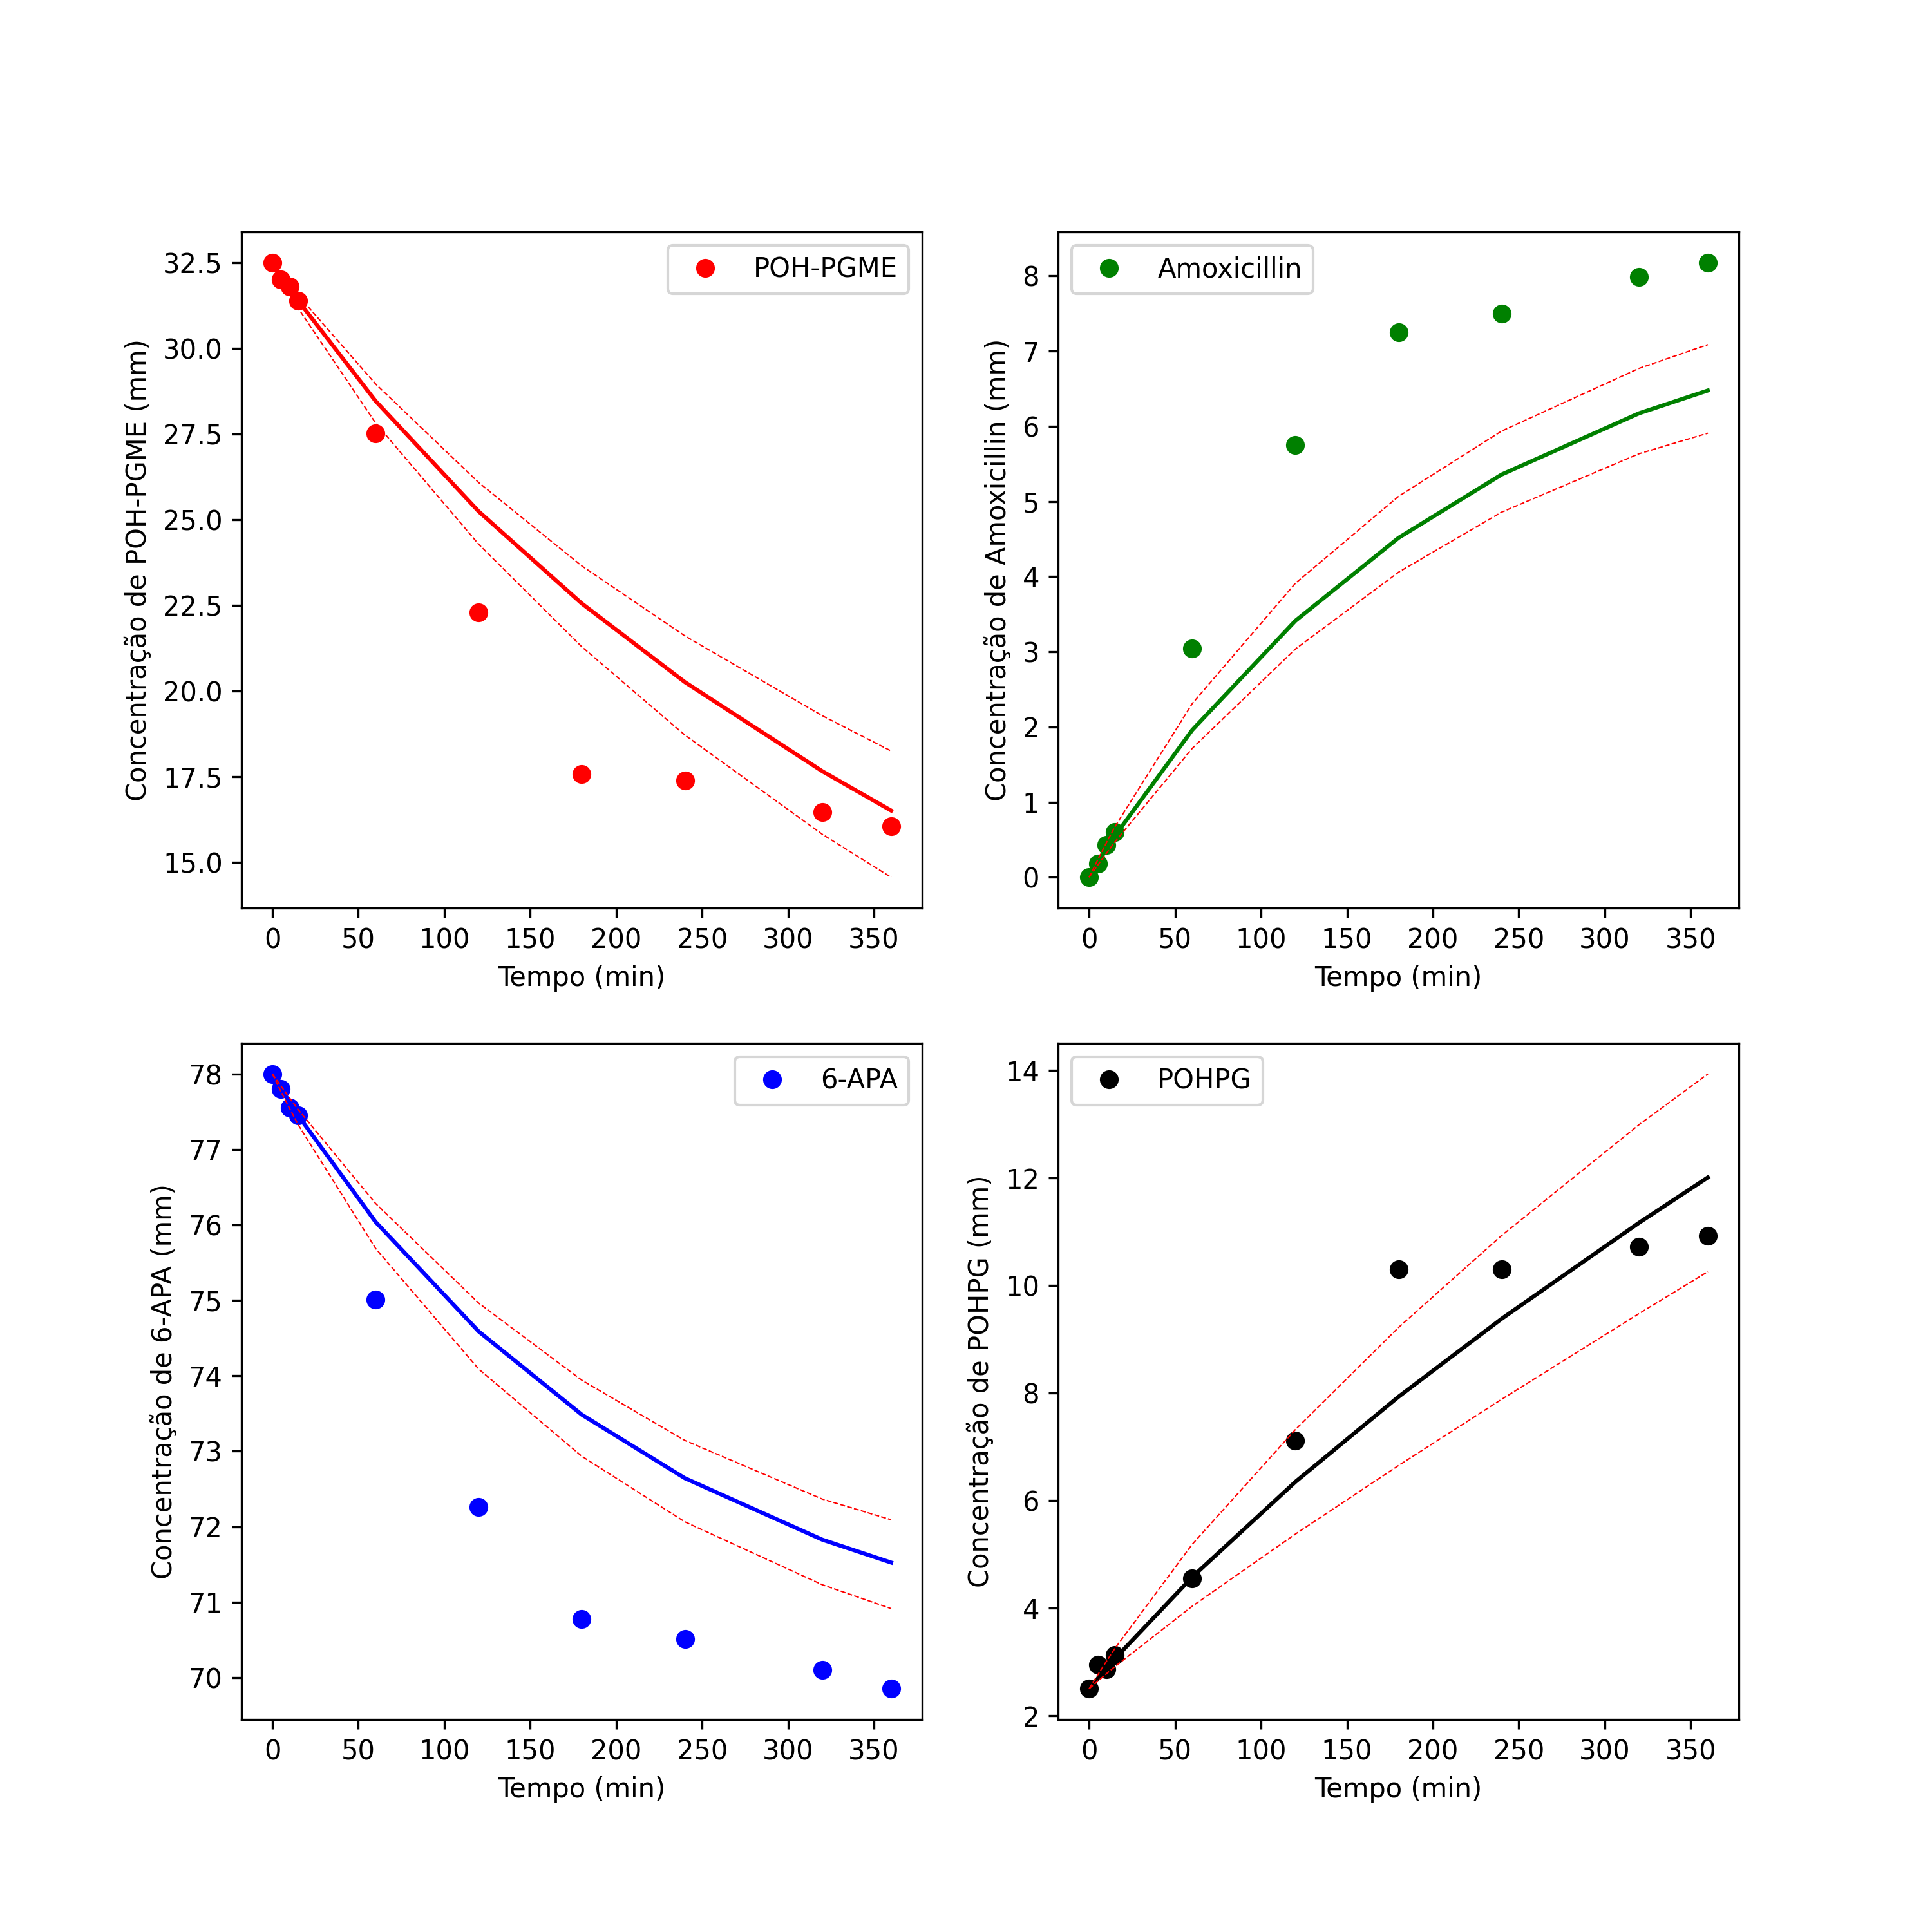 POH-PGME
Concentração de POH-PGME (mm)
32.5
30.0
27.5
25.0
22.5
20.0
17.5
15.0
0 50 100 150 200 250 300 350
Tempo (min)
Amoxicillin
Concentração de Amoxicillin (mm)
8
7
6
5
4
3
2
1
0
0 50 100 150 200 250 300 350
Tempo (min)
6-APA
Concentração de 6-APA (mm)
78
77
76
75
74
73
72
71
70
0 50 100 150 200 250 300 350
Tempo (min)
POHPG
Concentração de POHPG (mm)
14
12
10
8
6
4
2
0 50 100 150 200 250 300 350
Tempo (min)